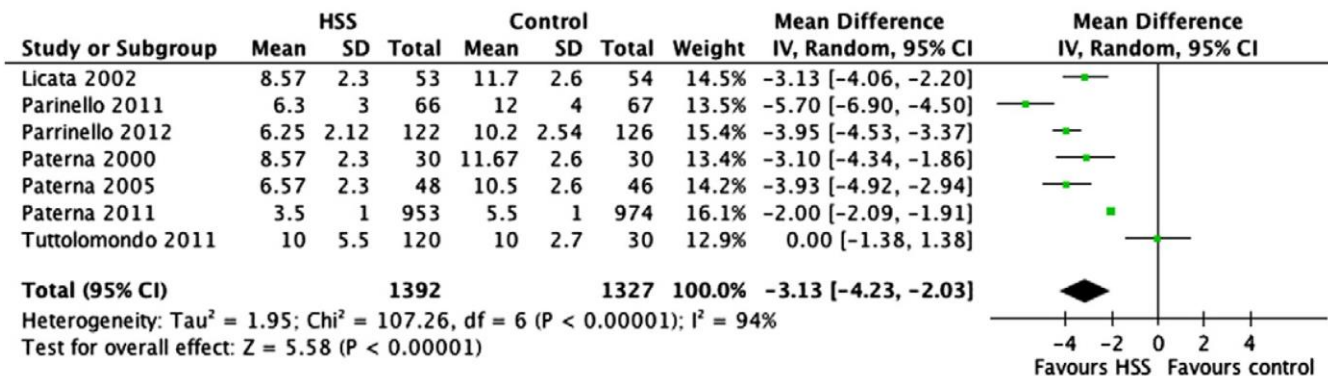 HSS Control Mean Difference Mean Difference
Study or Subgroup Mean SD Total Mean SD Total Weight IV, Random, 95% CI IV, Random, 95% CI
Licata 2002 8.57 2.3 53 11.7 2.6 54 14.5% -3.13 [-4.06, -2.20]
Parinello 2011 6.3 3 66 12 4 67 13.5% -5.70 [-6.90, -4.50]
Parrinello 2012 6.25 2.12 122 10.2 2.54 126 15.4% -3.95 [-4.53, -3.37]
Paterna 2000 8.57 2.3 30 11.67 2.6 30 13.4% -3.10 [-4.34, -1.86]
Paterna 2005 6.57 2.3 48 10.5 2.6 46 14.2% -3.93 [-4.92, -2.94]
Paterna 2011 3.5 1 953 5.5 1 974 16.1% -2.00 [-2.09, -1.91]
Tuttolomondo 2011 10 5.5 120 10 2.7 30 12.9% 0.00 [-1.38, 1.38]
Total (95% CI) 1392 1327 100.0% -3.13 [-4.23, -2.03]
Heterogeneity: Tau² = 1.95; Chi² = 107.26, df = 6 (P < 0.00001); I² = 94%
Test for overall effect: Z = 5.58 (P < 0.00001)
-4 -2 0 2 4
Favours HSS Favours control